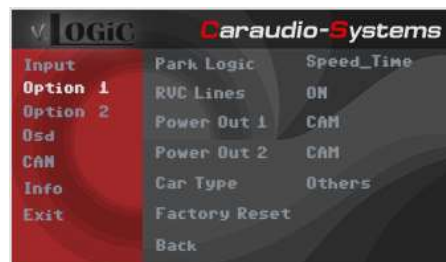 v.LOGiC Caraudio-Systems
Input
Option 1
Option 2
Osd
CAN
Info
Exit
Park Logic Speed_Time
RVC Lines ON
Power Out 1 CAM
Power Out 2 CAM
Car Type Others
Factory Reset
Back